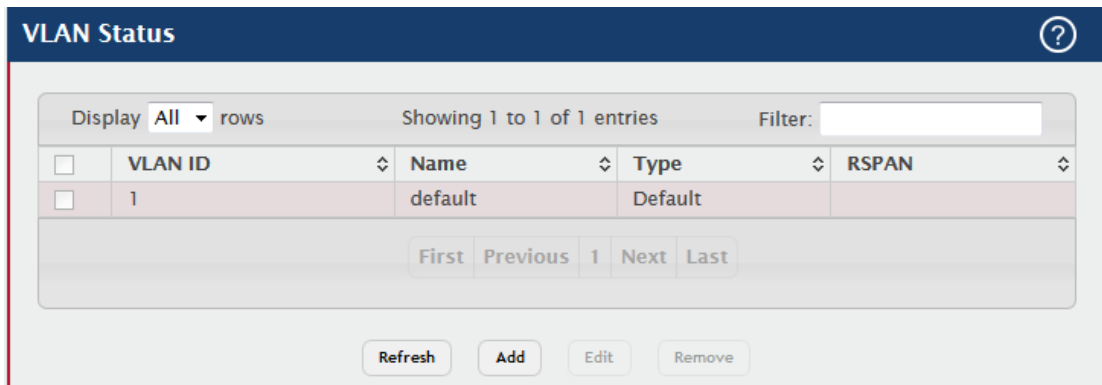 VLAN Status ?
Display All rows Showing 1 to 1 of 1 entries Filter:
VLAN ID Name Type RSPAN
1 default Default
First Previous 1 Next Last
Refresh Add Edit Remove